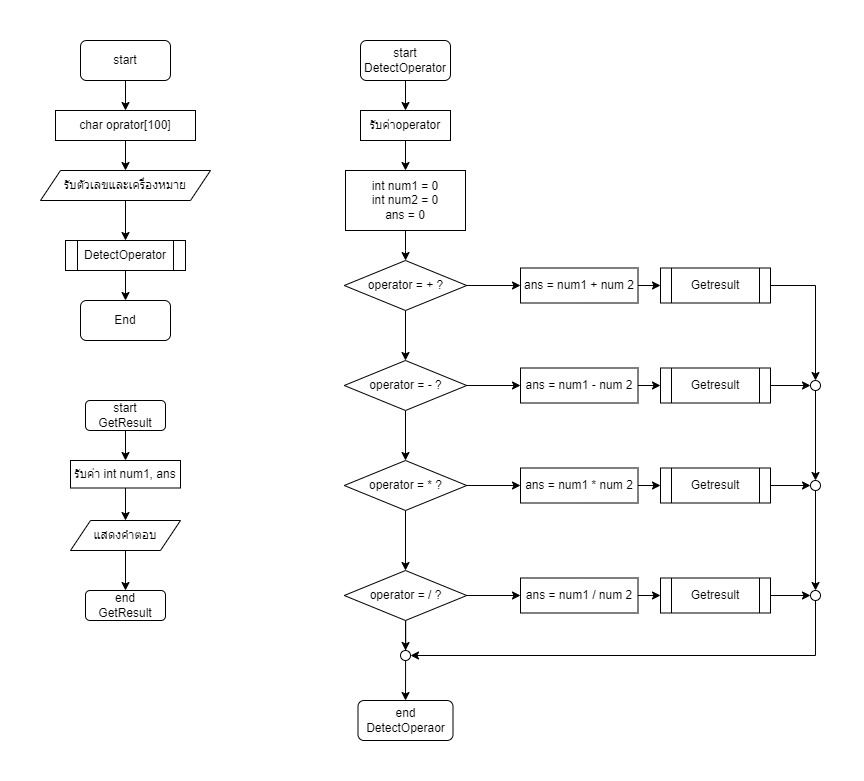 start
char oprator[100]
รับตัวเลขและเครื่องหมาย
DetectOperator
End
start
GetResult
รับค่า int num1, ans
แสดงคำตอบ
end
GetResult
start
DetectOperator
รับค่าoperator
int num1 = 0
int num2 = 0
ans = 0
operator = + ?
ans = num1 + num 2
Getresult
operator = - ?
ans = num1 - num 2
Getresult
operator = * ?
ans = num1 * num 2
Getresult
operator = / ?
ans = num1 / num 2
Getresult
end
DetectOperaor